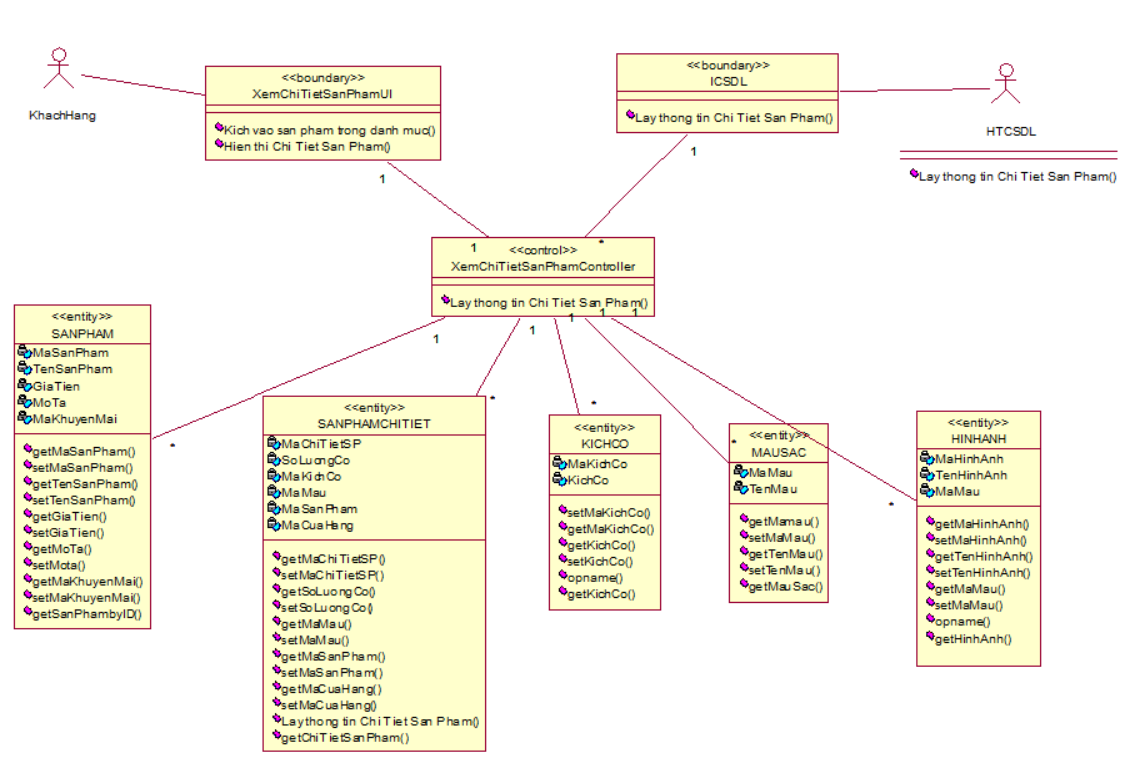 KhachHang
<<boundary>>
XemChiTietSanPhamUI
Kich vao san pham trong danh muc()
Hien thi Chi Tiet San Pham()
1
<<boundary>>
ICSDL
Lay thong tin Chi Tiet San Pham()
1
HTCSDL
Lay thong tin Chi Tiet San Pham()
1
*
<<control>>
XemChiTietSanPhamController
Lay thong tin Chi Tiet San Pham()
1
1
1
1
1
<<entity>>
SANPHAM
MaSanPham
TenSanPham
GiaTien
MoTa
MaKhuyenMai
getMaSanPham()
setMaSanPham()
getTenSanPham()
setTenSanPham()
getGiaTien()
setGiaTien()
getMoTa()
setMota()
getMaKhuyenMai()
setMaKhuyenMai()
getSanPhambyID()
*
<<entity>>
SANPHAMCHITIET
MaChiTietSP
SoLuongCo
MaKichCo
MaMau
MaSanPham
MaCuaHang
getMaChiTietSP()
setMaChiTietSP()
getSoLuongCo()
setSoLuongCo()
getMaMau()
setMaMau()
getMaSanPham()
setMaSanPham()
getMaCuaHang()
setMaCuaHang()
Lay thong tin Chi Tiet San Pham()
getChiTietSanPham()
*
<<entity>>
KICHCO
MaKichCo
KichCo
setMaKichCo()
getMaKichCo()
getKichCo()
setKichCo()
opname()
getKichCo()
*
<<entity>>
MAUSAC
MaMau
TenMau
getMamau()
setMaMau()
getTenMau()
setTenMau()
getMauSac()
*
<<entity>>
HINHANH
MaHinhAnh
TenHinhAnh
MaMau
getMaHinhAnh()
setMaHinhAnh()
getTenHinhAnh()
setTenHinhAnh()
getMaMau()
setMaMau()
opname()
getHinhAnh()
*